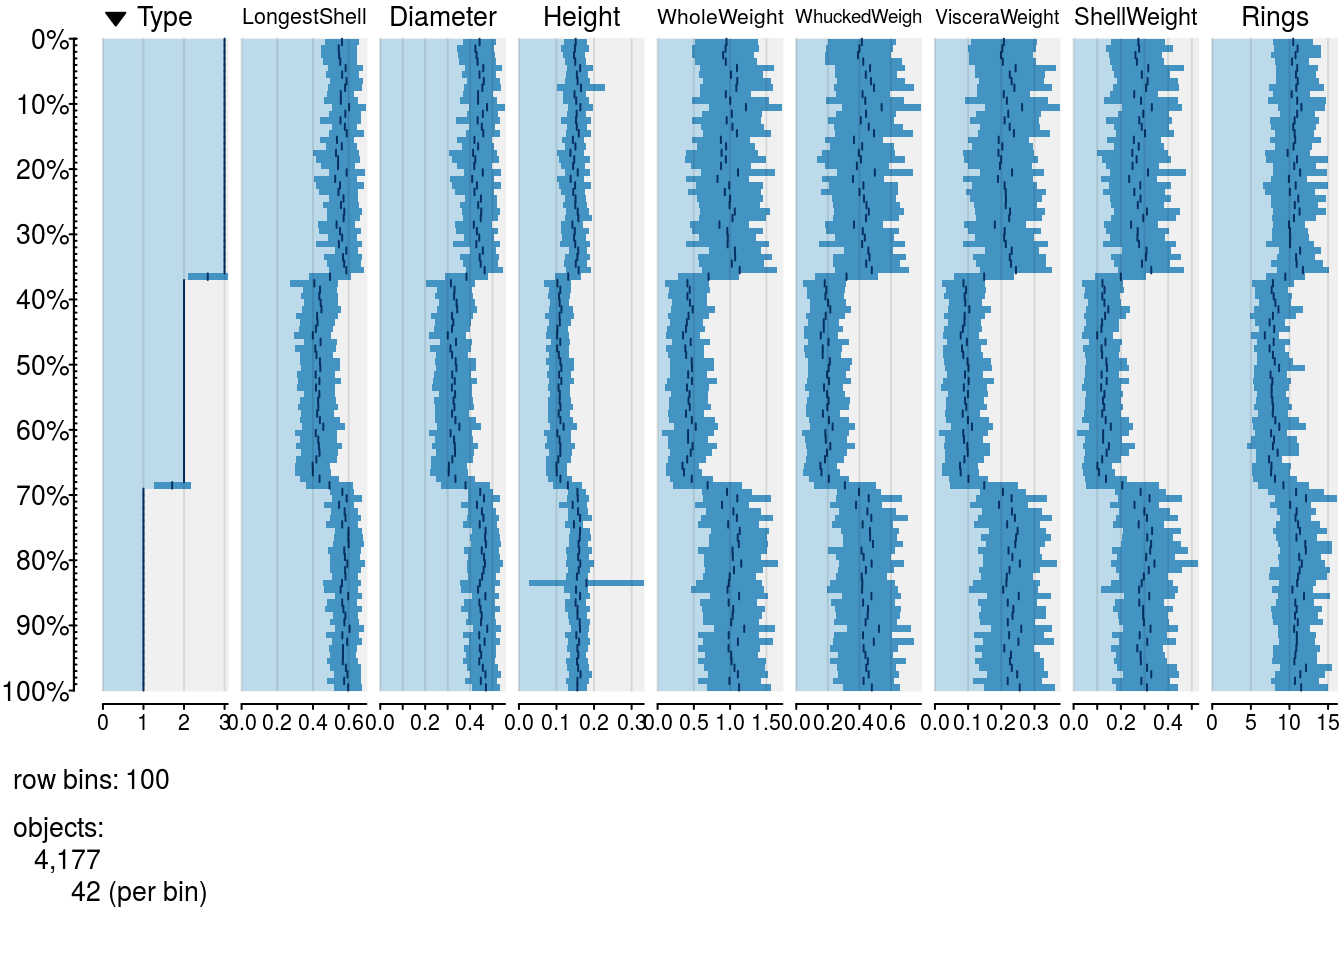 Type LongestShell Diameter Height WholeWeight WhuckedWeigh VisceraWeight ShellWeight Rings
0%
10%
20%
30%
40%
50%
60%
70%
80%
90%
100%
0 1 2 3 0.0 0.2 0.4 0.6 0.0 0.2 0.4 0.0 0.1 0.2 0.3 0.0 0.5 1.0 1.5 0.0 0.2 0.4 0.6 0.0 0.1 0.2 0.3 0.0 0.2 0.4 0 5 10 15
row bins: 100
objects:
4,177
42 (per bin)